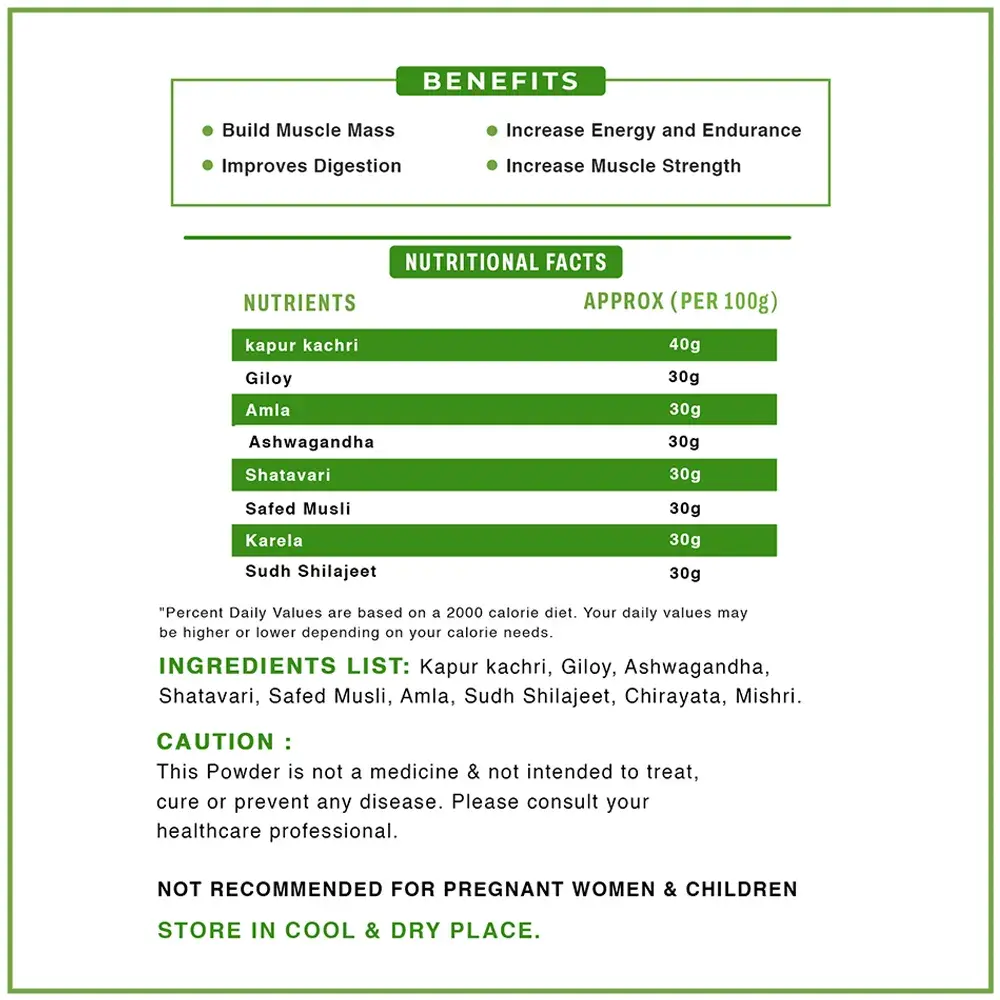 BENEFITS
Build Muscle Mass
Increase Energy and Endurance
Improves Digestion
Increase Muscle Strength
NUTRITIONAL FACTS
NUTRIENTS APPROX (PER 100g)
kapur kachri 40g
Giloy 30g
Amla 30g
Ashwagandha 30g
Shatavari 30g
Safed Musli 30g
Karela 30g
Sudh Shilajeet 30g
"Percent Daily Values are based on a 2000 calorie diet. Your daily values may
be higher or lower depending on your calorie needs.
INGREDIENTS LIST: Kapur kachri, Giloy, Ashwagandha,
Shatavari, Safed Musli, Amla, Sudh Shilajeet, Chirayata, Mishri.
CAUTION :
This Powder is not a medicine & not intended to treat,
cure or prevent any disease. Please consult your
healthcare professional.
NOT RECOMMENDED FOR PREGNANT WOMEN & CHILDREN
STORE IN COOL & DRY PLACE.